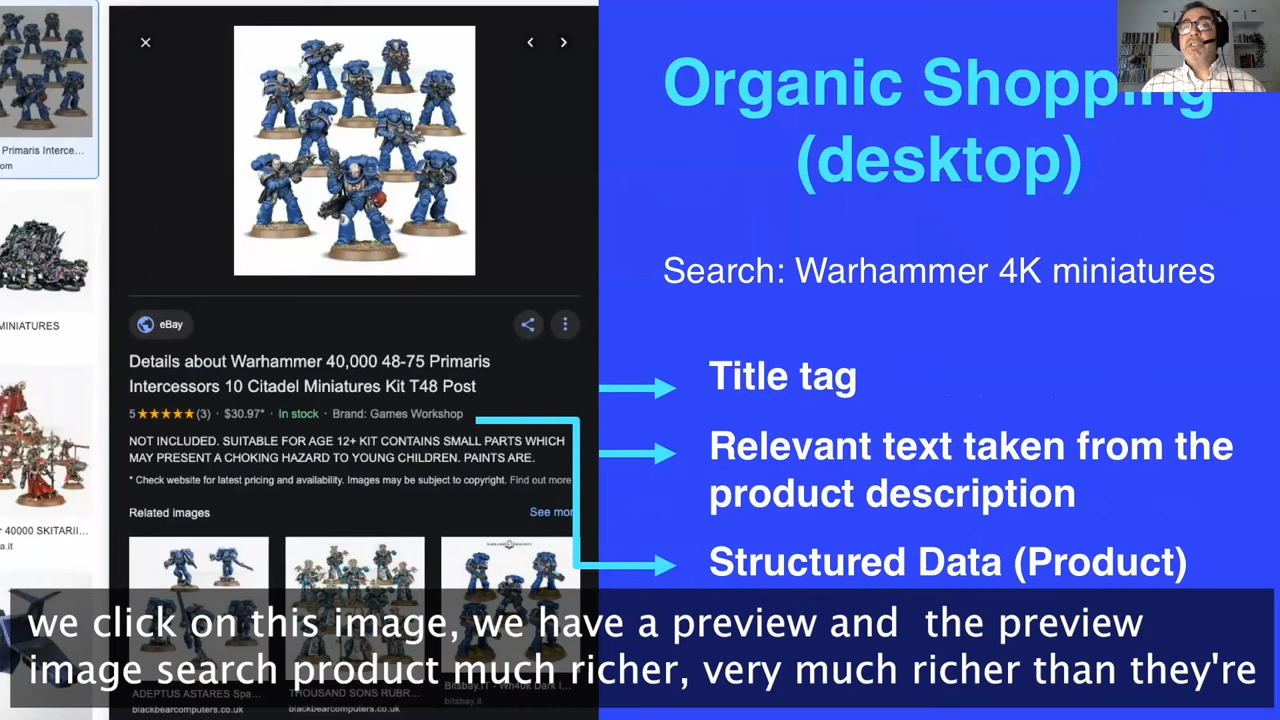 Primaris Interce...
om
MINIATURES
r 40000 SKITARII...
a.it
eBay
Details about Warhammer 40,000 48-75 Primaris
Intercessors 10 Citadel Miniatures Kit T48 Post
5★★★★★(3) · $30.97* · In stock · Brand: Games Workshop
NOT INCLUDED. SUITABLE FOR AGE 12+ KIT CONTAINS SMALL PARTS WHICH
MAY PRESENT A CHOKING HAZARD TO YOUNG CHILDREN. PAINTS ARE.
* Check website for latest pricing and availability. Images may be subject to copyright. Find out more
Related images
See mor
ADEPTUS ASTARES Spa...
blackbearcomputers.co.uk
THOUSAND SONS RUBR...
blackbearcomputers.co.uk
Bitsbay.IT - Wh40k Dark I...
bitsbay.it
Organic Shopping
(desktop)
Search: Warhammer 4K miniatures
Title tag
Relevant text taken from the
product description
Structured Data (Product)
we click on this image, we have a preview and the preview
image search product much richer, very much richer than they're